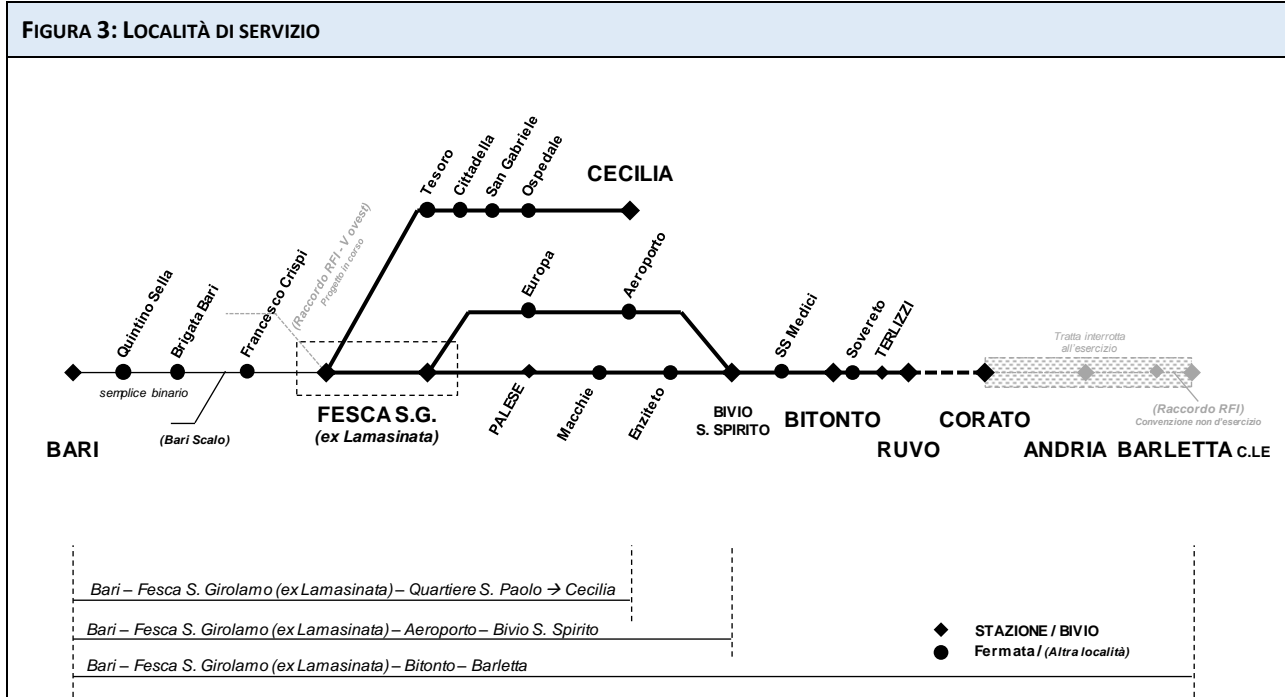 FIGURA 3: LOCALITÀ DI SERVIZIO
Tesoro
Cittadella
San Gabriele
Ospedale
CECILIA
(Raccordo RFI - V ovest)
Progetto in corso
Quintino Sella
Brigata Bari
Francesco Crispi
Europa
Aeroporto
SS Medici
Sovereto
TERLIZZI
Tratta interrotta
all'esercizio
semplice binario
(Bari Scalo)
BARI
FESCA S.G.
(ex Lamasinata)
PALESE
Macchie
Enziteto
BIVIO
S. SPIRITO
BITONTO
RUVO
CORATO
ANDRIA
(Raccordo RFI)
Convenzione non d'esercizio
BARLETTA C.LE
Bari – Fesca S. Girolamo (ex Lamasinata) – Quartiere S. Paolo → Cecilia
Bari – Fesca S. Girolamo (ex Lamasinata) – Aeroporto – Bivio S. Spirito
Bari – Fesca S. Girolamo (ex Lamasinata) – Bitonto – Barletta
STAZIONE / BIVIO
Fermata / (Altra località)